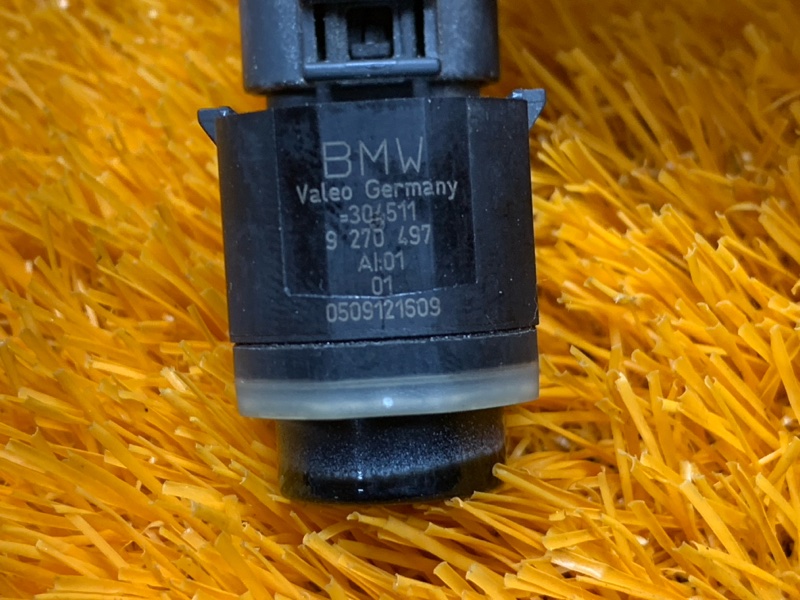 BMW
Valeo Germany
=304511
9 270 497
AI:01
01
0509121609